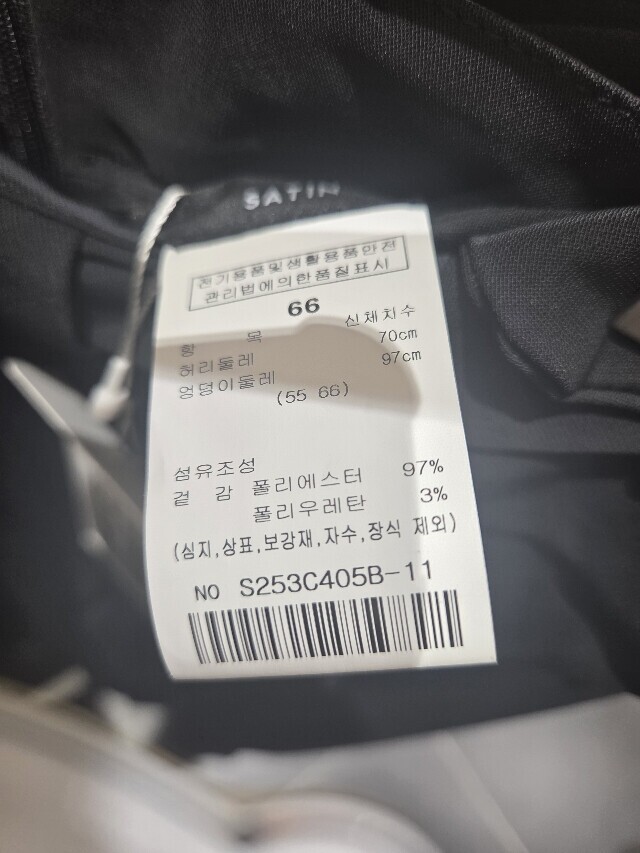 SATIN
전기용품및생활용품안전
관리법에의한품질표시
66
항 목 신체치수
허리둘레 70cm
엉덩이둘레 97cm
(55 66)
섬유조성
겉 감 폴리에스터 97%
폴리우레탄 3%
(심지,상표,보강재,자수,장식 제외)
NO S253C405B-11